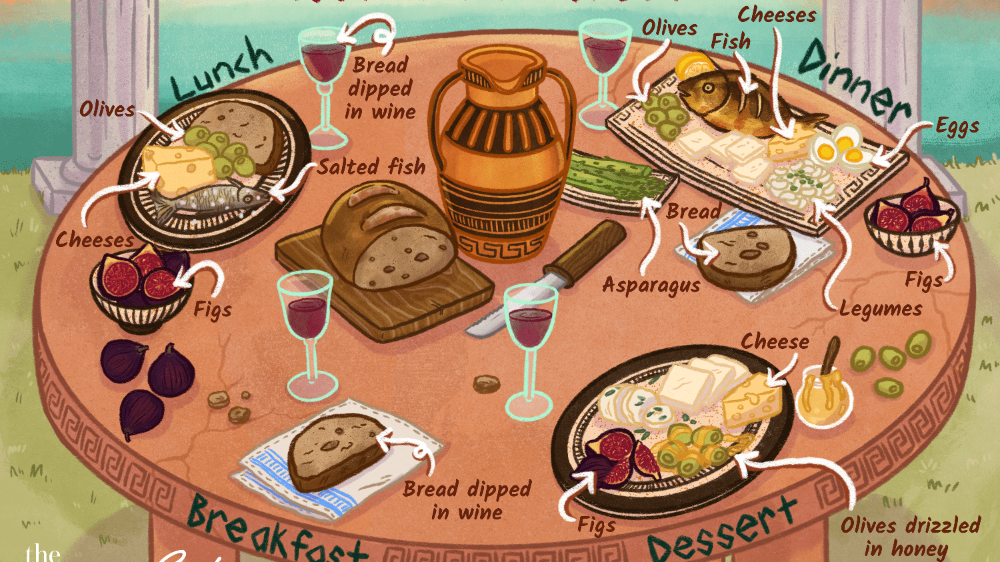 Lunch
Olives
Bread
dipped
in wine
Salted fish
Cheeses
Figs
Olives
Fish
Cheeses
Dinner
Eggs
Bread
Asparagus
Legumes
Figs
Cheese
Bread dipped
in wine
Breakfast
Figs
Dessert
Olives drizzled
in honey
the